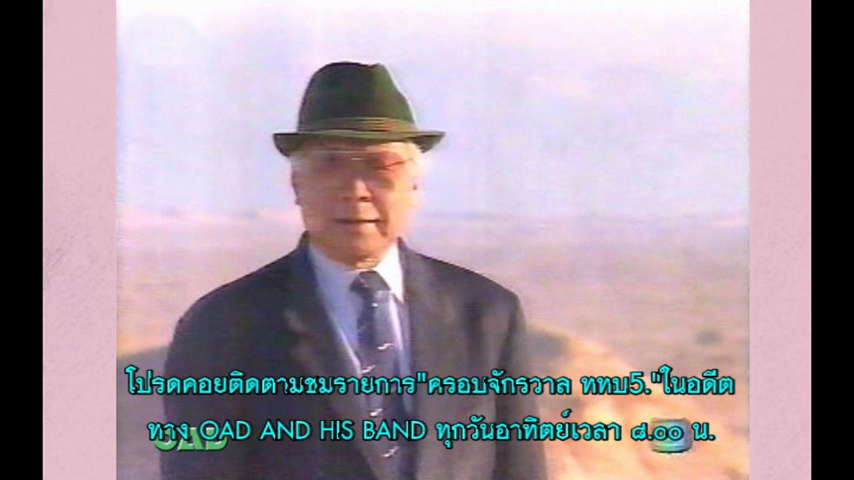 โปรดคอยติดตามชมรายการ"ครอบจักรวาล ททบ5."ในอดีต
ทาง OAD AND HIS BAND ทุกวันอาทิตย์เวลา ๘.๐๐ น.
OAD